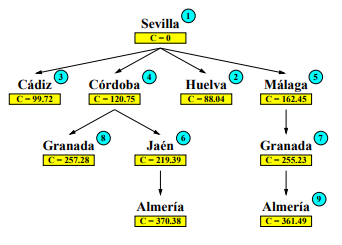 Sevilla 1
C = 0
Cádiz 3 Córdoba 4 Huelva 2 Málaga 5
C = 99.72 C = 120.75 C = 88.04 C = 162.45
Granada 8 Jaén 6 Granada 7
C = 257.28 C = 219.39 C = 255.23
Almería Almería 9
C = 370.38 C = 361.49